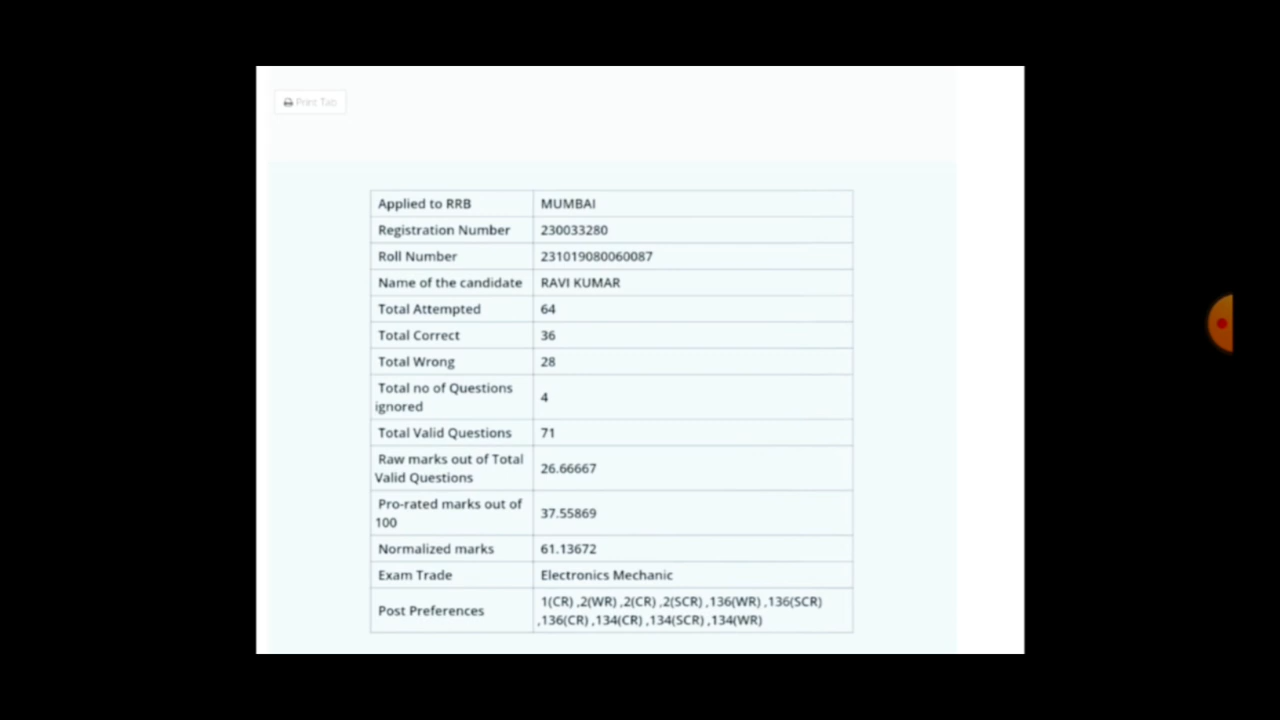 Print Tab
Applied to RRB MUMBAI
Registration Number 230033280
Roll Number 231019080060087
Name of the candidate RAVI KUMAR
Total Attempted 64
Total Correct 36
Total Wrong 28
Total no of Questions
ignored 4
Total Valid Questions 71
Raw marks out of Total
Valid Questions 26.66667
Pro-rated marks out of
100 37.55869
Normalized marks 61.13672
Exam Trade Electronics Mechanic
Post Preferences 1(CR) ,2(WR) ,2(CR) ,2(SCR) ,136(WR) ,136(SCR)
,136(CR) ,134(CR) ,134(SCR) ,134(WR)